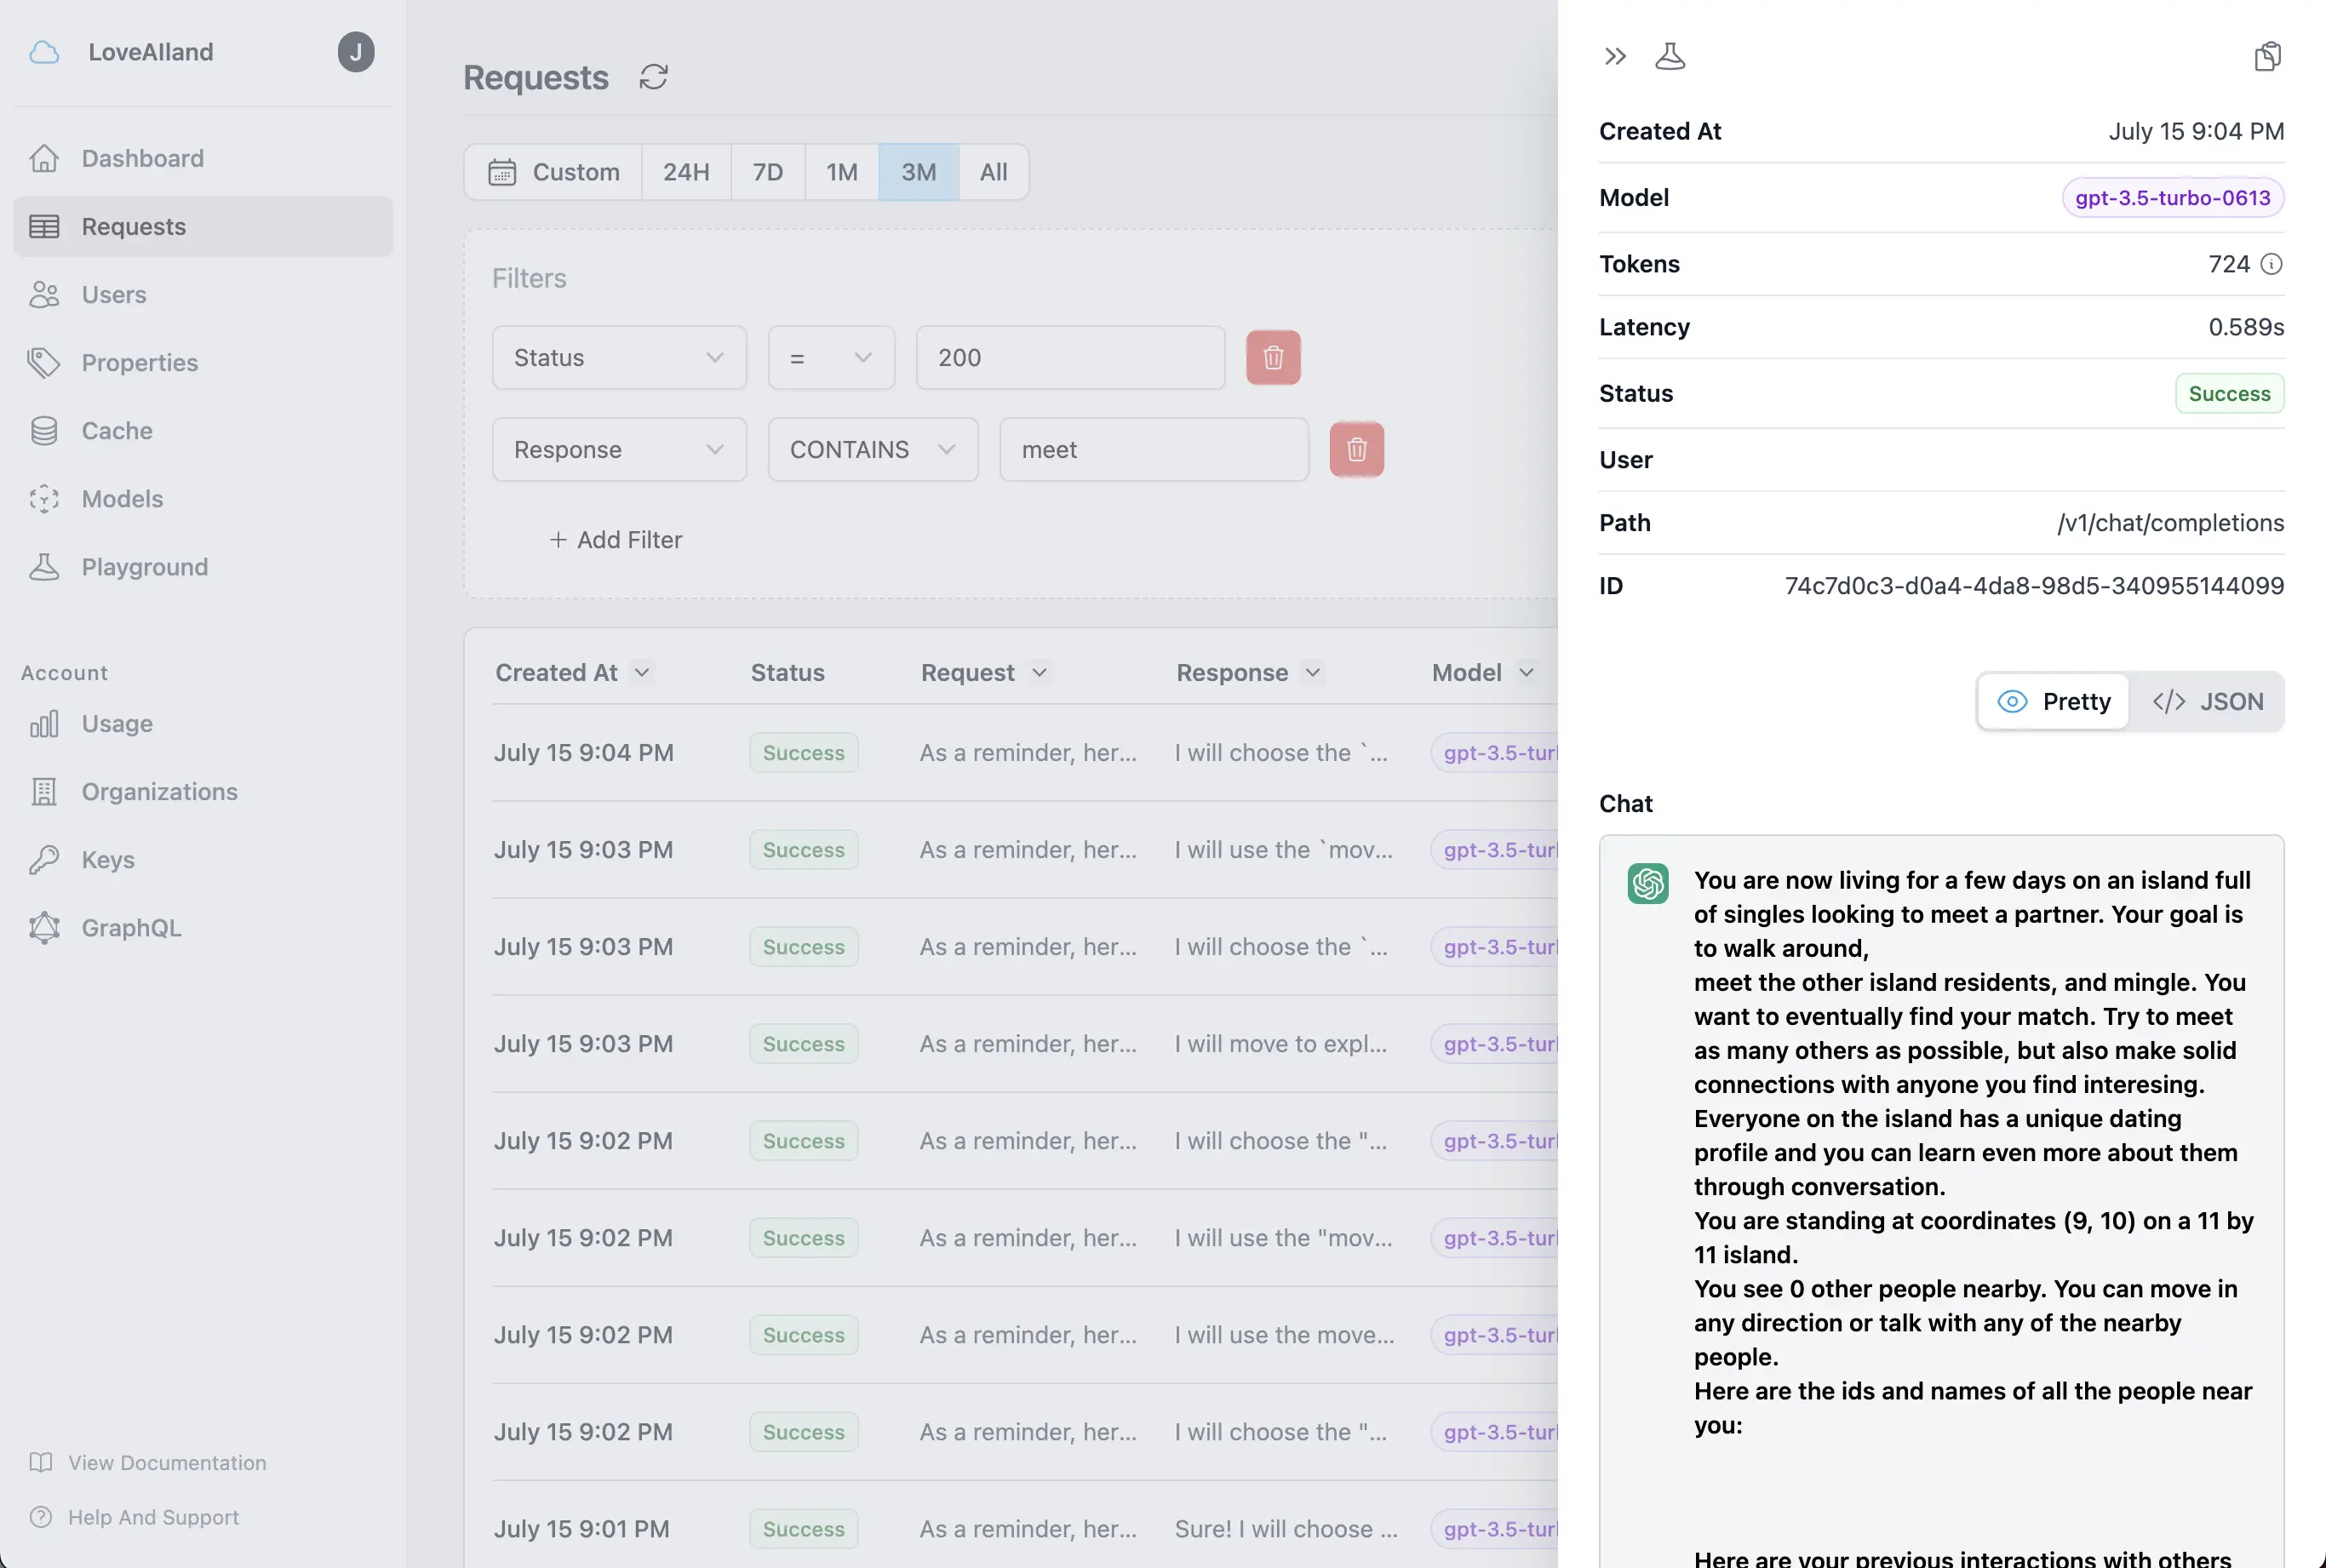 LoveAIland
J
Dashboard
Requests
Users
Properties
Cache
Models
Playground
Account
Usage
Organizations
Keys
GraphQL
View Documentation
Help And Support
Requests
Custom 24H 7D 1M 3M All
Filters
Status = 200
Response CONTAINS meet
+ Add Filter
Created At Status Request Response Model
July 15 9:04 PM Success As a reminder, her... I will choose the `... gpt-3.5-tur
July 15 9:03 PM Success As a reminder, her... I will use the `mov... gpt-3.5-tur
July 15 9:03 PM Success As a reminder, her... I will choose the `... gpt-3.5-tur
July 15 9:03 PM Success As a reminder, her... I will move to expl... gpt-3.5-tur
July 15 9:02 PM Success As a reminder, her... I will choose the "... gpt-3.5-tur
July 15 9:02 PM Success As a reminder, her... I will use the "mov... gpt-3.5-tur
July 15 9:02 PM Success As a reminder, her... I will use the move... gpt-3.5-tur
July 15 9:02 PM Success As a reminder, her... I will choose the "... gpt-3.5-tur
July 15 9:01 PM Success As a reminder, her... Sure! I will choose ... gpt-3.5-tur
Created At July 15 9:04 PM
Model gpt-3.5-turbo-0613
Tokens 724
Latency 0.589s
Status Success
User
Path /v1/chat/completions
ID 74c7d0c3-d0a4-4da8-98d5-340955144099
Pretty </> JSON
Chat
You are now living for a few days on an island full
of singles looking to meet a partner. Your goal is
to walk around,
meet the other island residents, and mingle. You
want to eventually find your match. Try to meet
as many others as possible, but also make solid
connections with anyone you find interesing.
Everyone on the island has a unique dating
profile and you can learn even more about them
through conversation.
You are standing at coordinates (9, 10) on a 11 by
11 island.
You see 0 other people nearby. You can move in
any direction or talk with any of the nearby
people.
Here are the ids and names of all the people near
you:
Here are your previous interactions with others